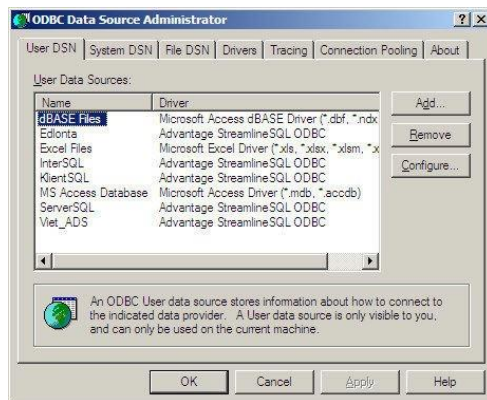 ODBC Data Source Administrator
User DSN System DSN File DSN Drivers Tracing Connection Pooling About
User Data Sources:
Name Driver
dBASE Files Microsoft Access dBASE Driver (*.dbf, *.ndx
Edlonta Advantage StreamlineSQL ODBC
Excel Files Microsoft Excel Driver (*.xls, *.xlsx, *.xlsm, *.x
InterSQL Advantage StreamlineSQL ODBC
KlientSQL Advantage StreamlineSQL ODBC
MS Access Database Microsoft Access Driver (*.mdb, *.accdb)
ServerSQL Advantage StreamlineSQL ODBC
Viet_ADS Advantage StreamlineSQL ODBC
Add...
Remove
Configure...
An ODBC User data source stores information about how to connect to
the indicated data provider. A User data source is only visible to you,
and can only be used on the current machine.
OK Cancel Apply Help